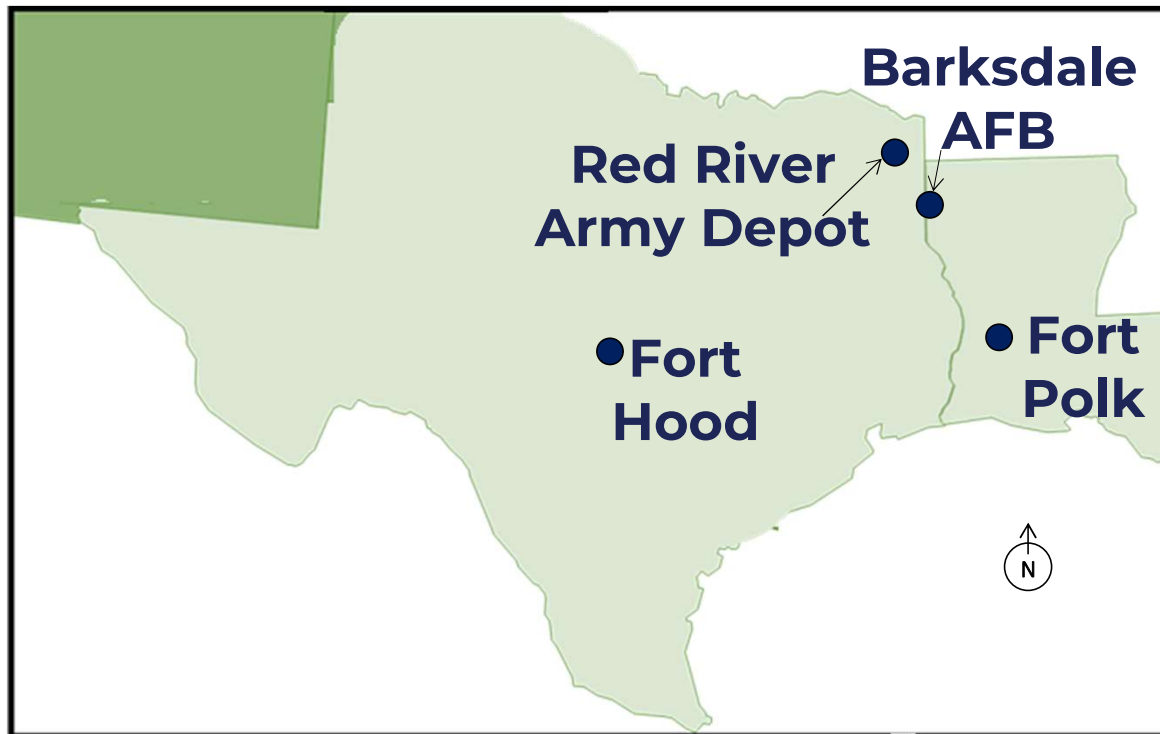 Barksdale
AFB
Red River
Army Depot
Fort
Hood
Fort
Polk
N